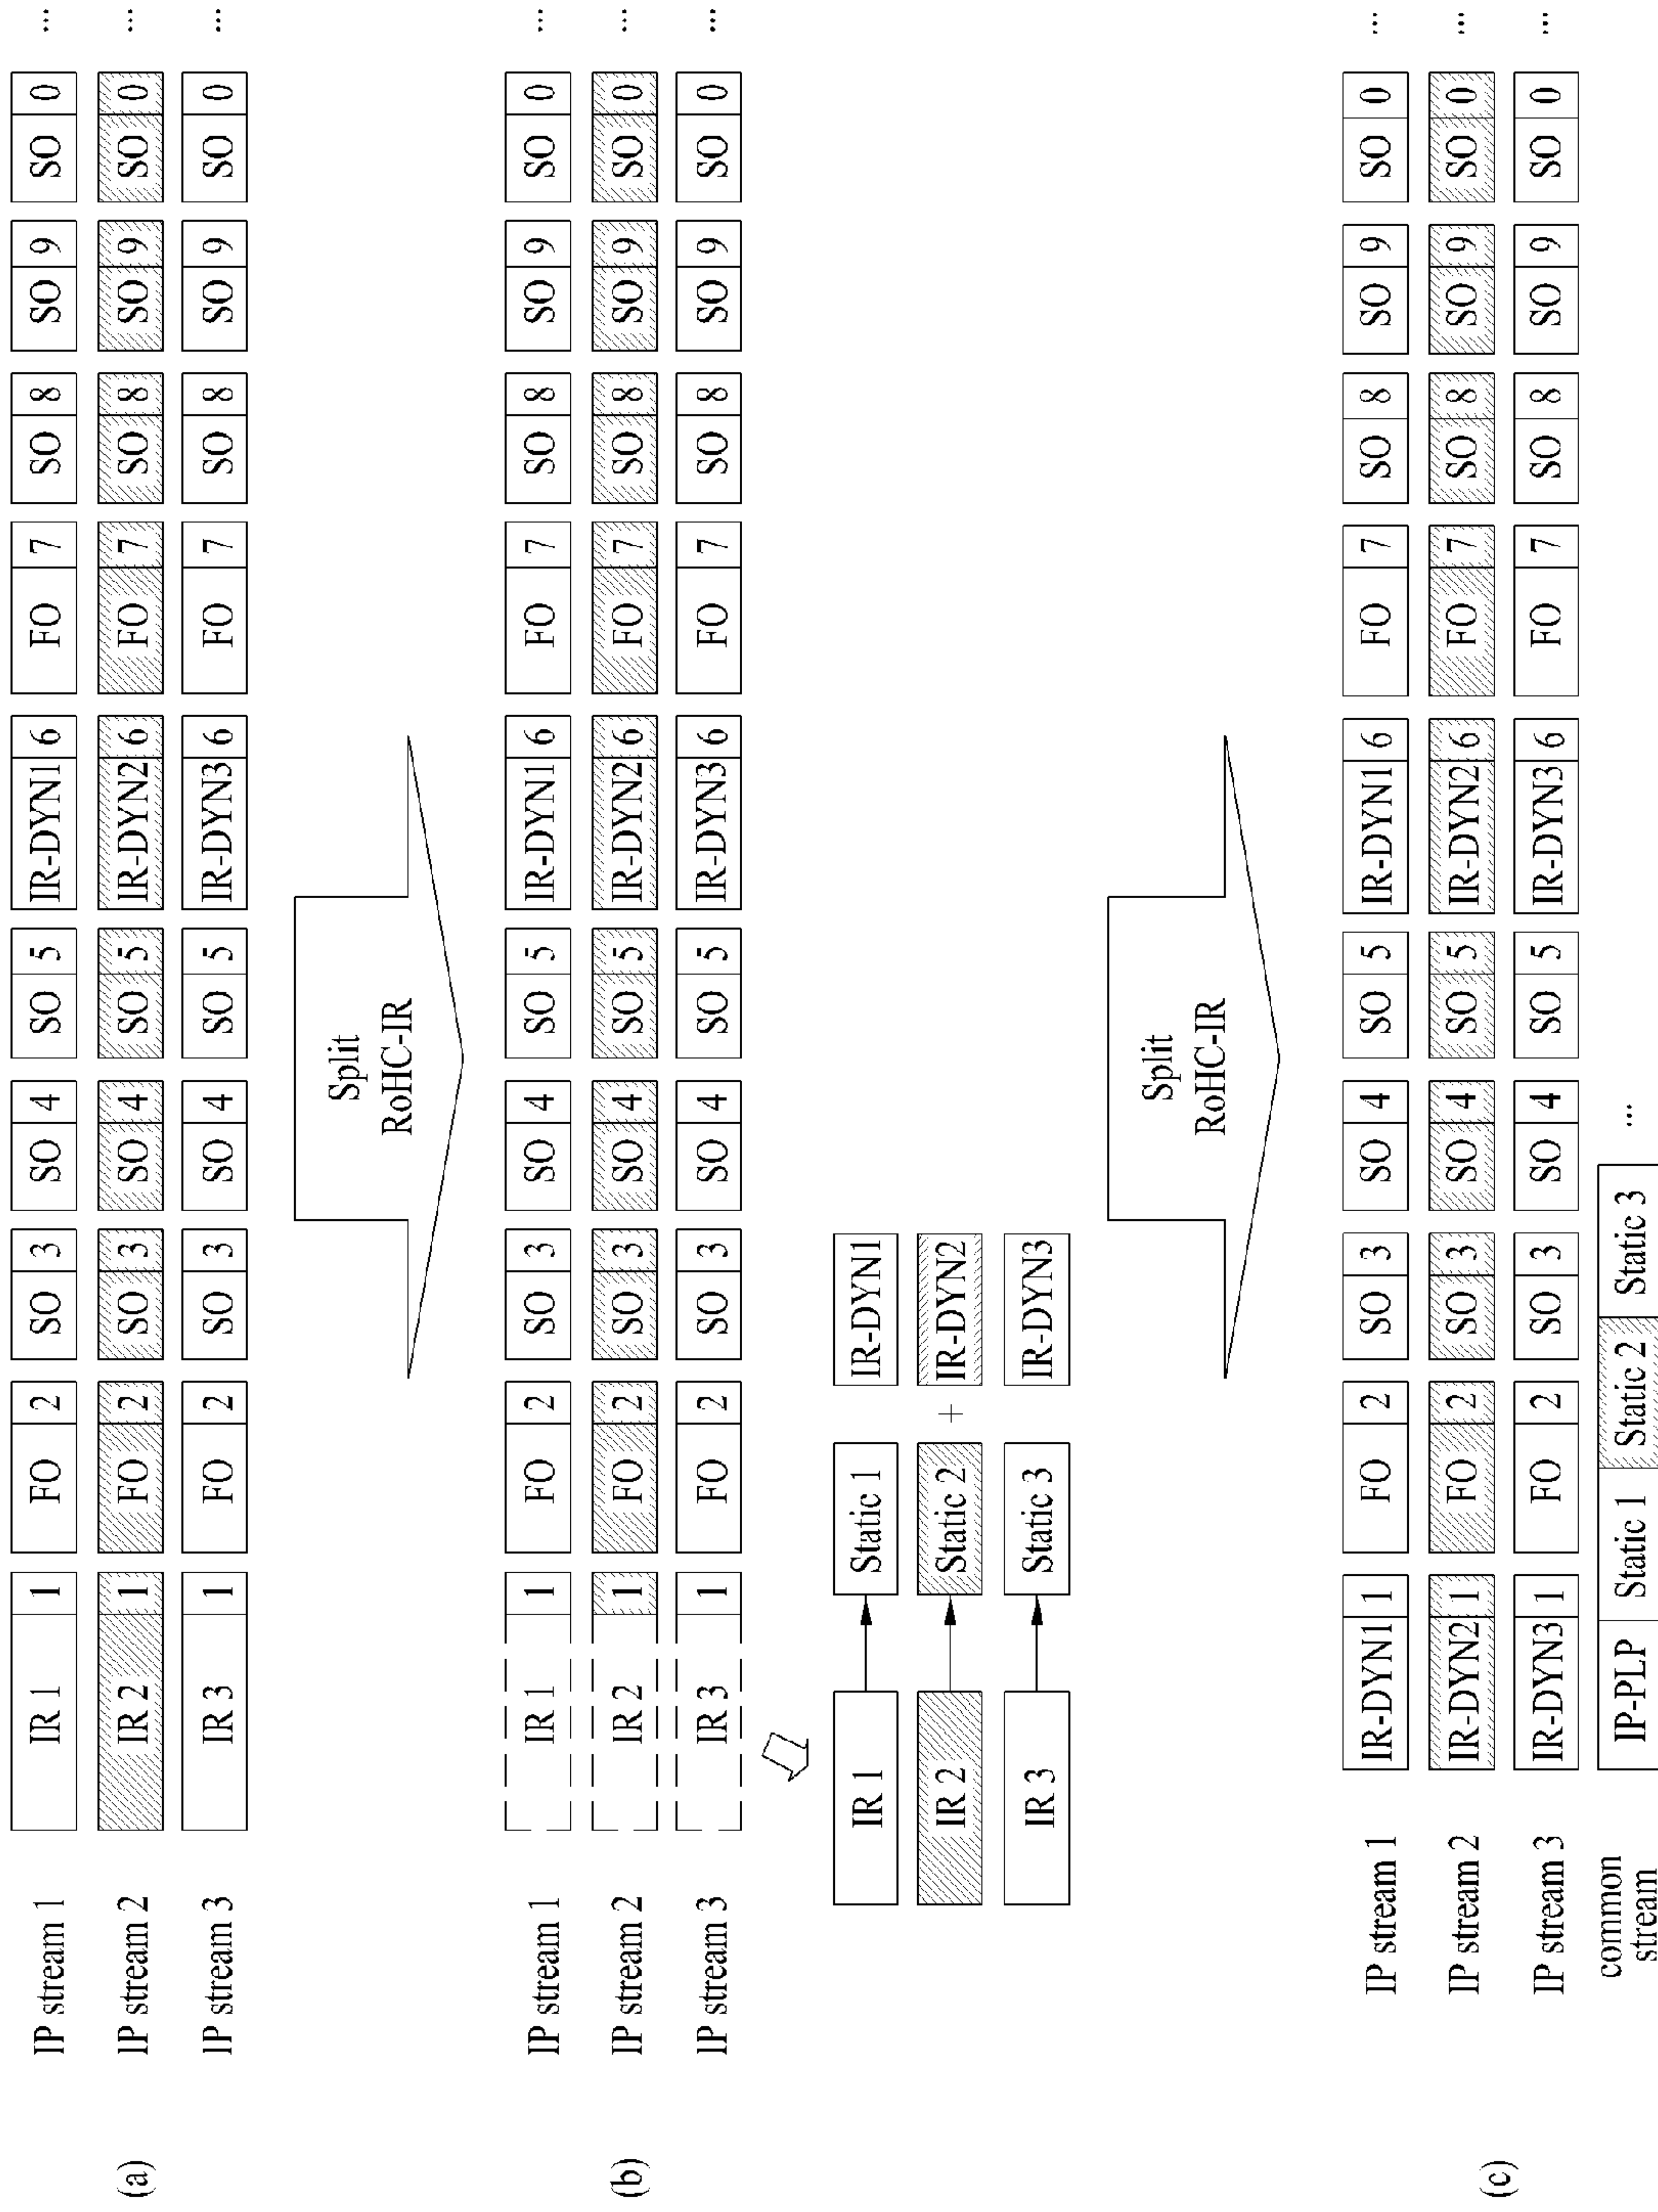 (a)
IP stream 1 IR 1 1 FO 2 SO 3 SO 4 SO 5 IR-DYN1 6 FO 7 SO 8 SO 9 SO 0 ...
IP stream 2 IR 2 1 FO 2 SO 3 SO 4 SO 5 IR-DYN2 6 FO 7 SO 8 SO 9 SO 0 ...
IP stream 3 IR 3 1 FO 2 SO 3 SO 4 SO 5 IR-DYN3 6 FO 7 SO 8 SO 9 SO 0 ...
Split
RoHC-IR
(b)
IP stream 1 IR 1 1 FO 2 SO 3 SO 4 SO 5 IR-DYN1 6 FO 7 SO 8 SO 9 SO 0 ...
IP stream 2 IR 2 1 FO 2 SO 3 SO 4 SO 5 IR-DYN2 6 FO 7 SO 8 SO 9 SO 0 ...
IP stream 3 IR 3 1 FO 2 SO 3 SO 4 SO 5 IR-DYN3 6 FO 7 SO 8 SO 9 SO 0 ...
IR 1 Static 1 IR-DYN1
IR 2 Static 2 + IR-DYN2
IR 3 Static 3 IR-DYN3
Split
RoHC-IR
(c)
IP stream 1 IR-DYN1 1 FO 2 SO 3 SO 4 SO 5 IR-DYN1 6 FO 7 SO 8 SO 9 SO 0 ...
IP stream 2 IR-DYN2 1 FO 2 SO 3 SO 4 SO 5 IR-DYN2 6 FO 7 SO 8 SO 9 SO 0 ...
IP stream 3 IR-DYN3 1 FO 2 SO 3 SO 4 SO 5 IR-DYN3 6 FO 7 SO 8 SO 9 SO 0 ...
common
stream
IP-PLP Static 1 Static 2 Static 3 ...